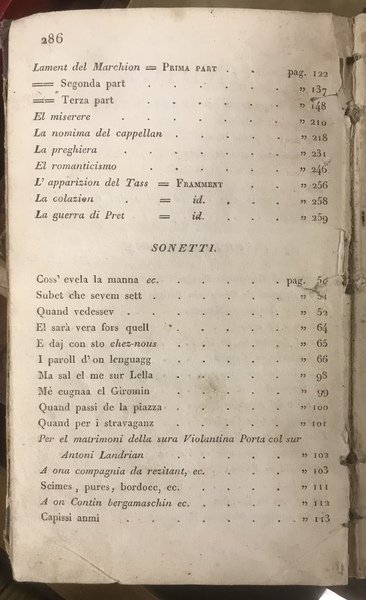 286
Lament del Marchion = PRIMA PART . . pag. 122
== Segonda part . . . . . „ 137
== Terza part . . . . . „ 148
El miserere . . . . . . „ 210
La nomima del cappellan . . . . „ 218
La preghiera . . . . . . „ 231
El romanticismo . . . . . „ 246
L' apparizion del Tass = FRAMMENT . . „ 256
La colazion . = id. . . . „ 258
La guerra di Pret = id. . . . „ 259
SONETTI.
Coss' evela la manna ec. . . . . pag. 50
Subet che sevem sett . . . . . „ 51
Quand vedessev . . . . . . „ 52
El sarà vera fors quell . . . . „ 64
E daj con sto chez-nous . . . . „ 65
I paroll d' on lenguagg . . . . „ 66
Ma sal el me sur Lella . . . . „ 98
Mè cugnaa el Giromin . . . . „ 99
Quand passi de la piazza . . . . „ 100
Quand per i stravaganz . . . . „ 101
Per el matrimoni della sura Violantina Porta col sur
Antoni Landrian . . . . . „ 102
A ona compagnia da rezitant, ec. . . . „ 103
Scimes, pures, bordocc, ec. . . . . „ 111
A on Contin bergamaschin ec. . . . „ 112
Capissi anmì . . . . . . „ 113